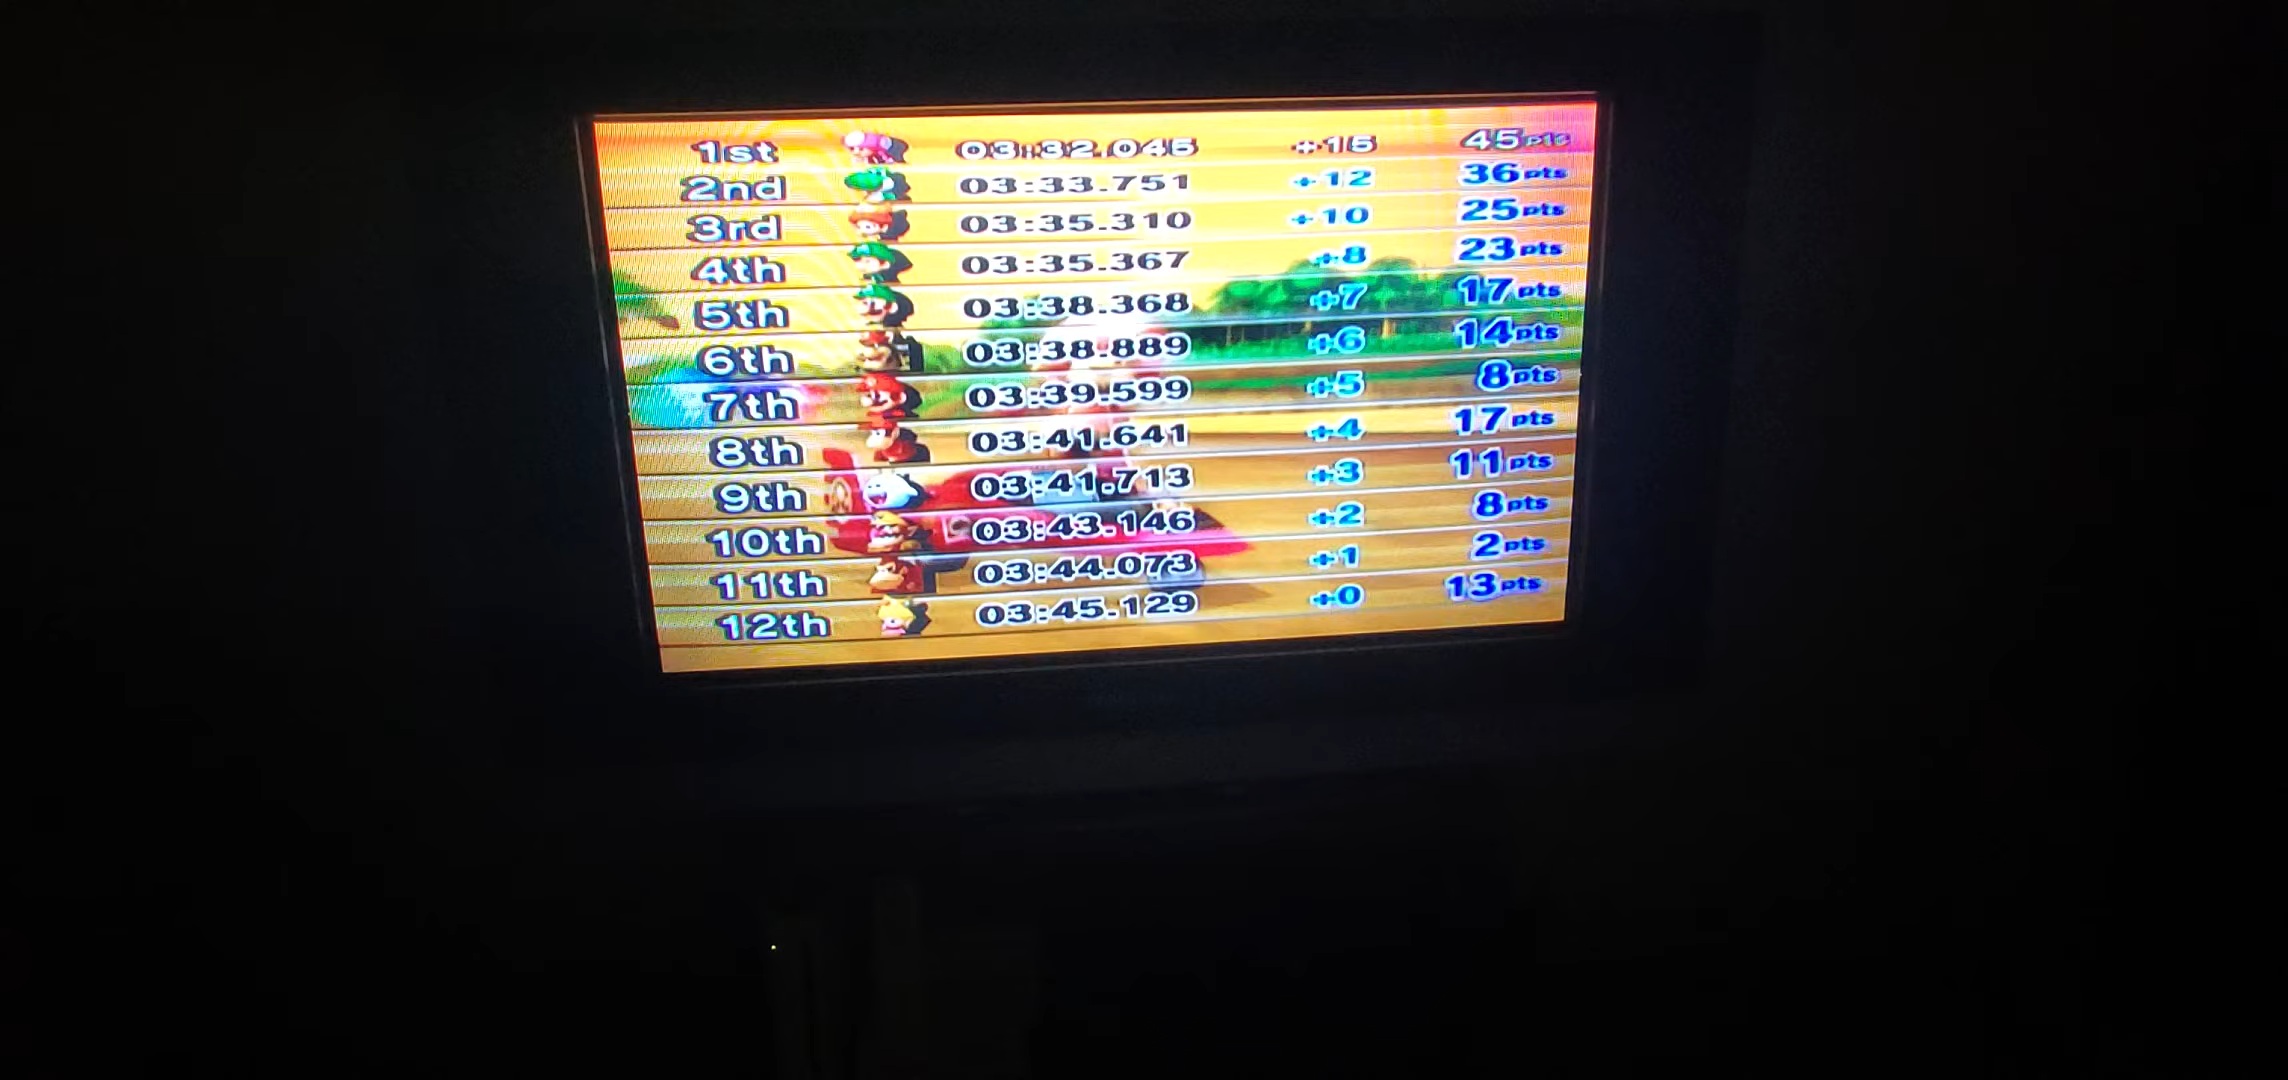 1st 03:32.045 +15 45pts
2nd 03:33.751 +12 36pts
3rd 03:35.310 +10 25pts
4th 03:35.367 +8 23pts
5th 03:38.368 +7 17pts
6th 03:38.889 +6 14pts
7th 03:39.599 +5 8pts
8th 03:41.641 +4 17pts
9th 03:41.713 +3 11pts
10th 03:43.146 +2 8pts
11th 03:44.073 +1 2pts
12th 03:45.129 +0 13pts